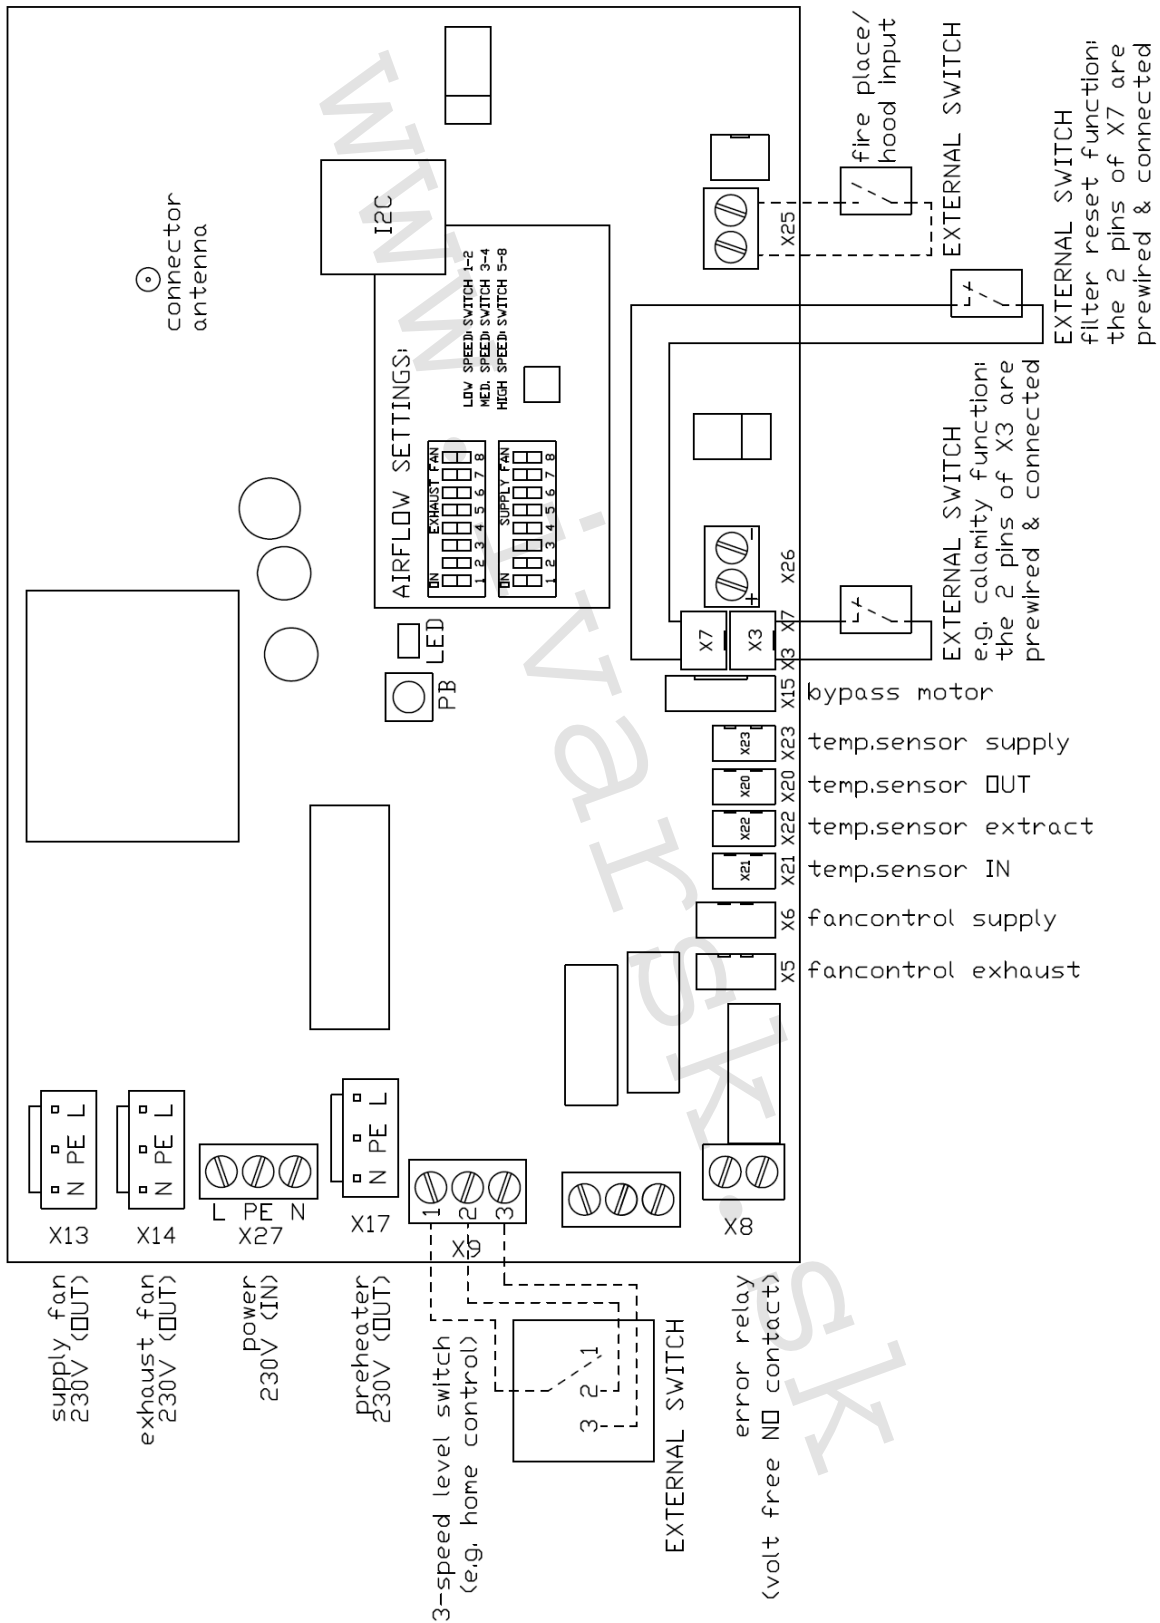 connector
antenna
I2C
AIRFLOW SETTINGS:
LOW SPEED: SWITCH 1-2
MED. SPEED: SWITCH 3-4
HIGH SPEED: SWITCH 5-8
ON EXHAUST FAN
1 2 3 4 5 6 7 8
ON SUPPLY FAN
1 2 3 4 5 6 7 8
LED
PB
fire place/
hood input
EXTERNAL SWITCH
X25
EXTERNAL SWITCH
filter reset function:
the 2 pins of X7 are
prewired & connected
X26
+ -
EXTERNAL SWITCH
e.g. calamity function:
the 2 pins of X3 are
prewired & connected
X7 X7
X3 X3
X15 bypass motor
X23 X23 temp.sensor supply
X20 X20 temp.sensor OUT
X22 X22 temp.sensor extract
X21 X21 temp.sensor IN
X6 fancontrol supply
X5 fancontrol exhaust
N PE L
X13
supply fan
230V (OUT)
N PE L
X14
exhaust fan
230V (OUT)
L PE N
X27
power
230V (IN)
N PE L
X17
preheater
230V (OUT)
1 2 3
X9
3-speed level switch
(e.g. home control)
1
2
3
EXTERNAL SWITCH
X8
error relay
(volt free NO contact)
www.ivarsk.sk